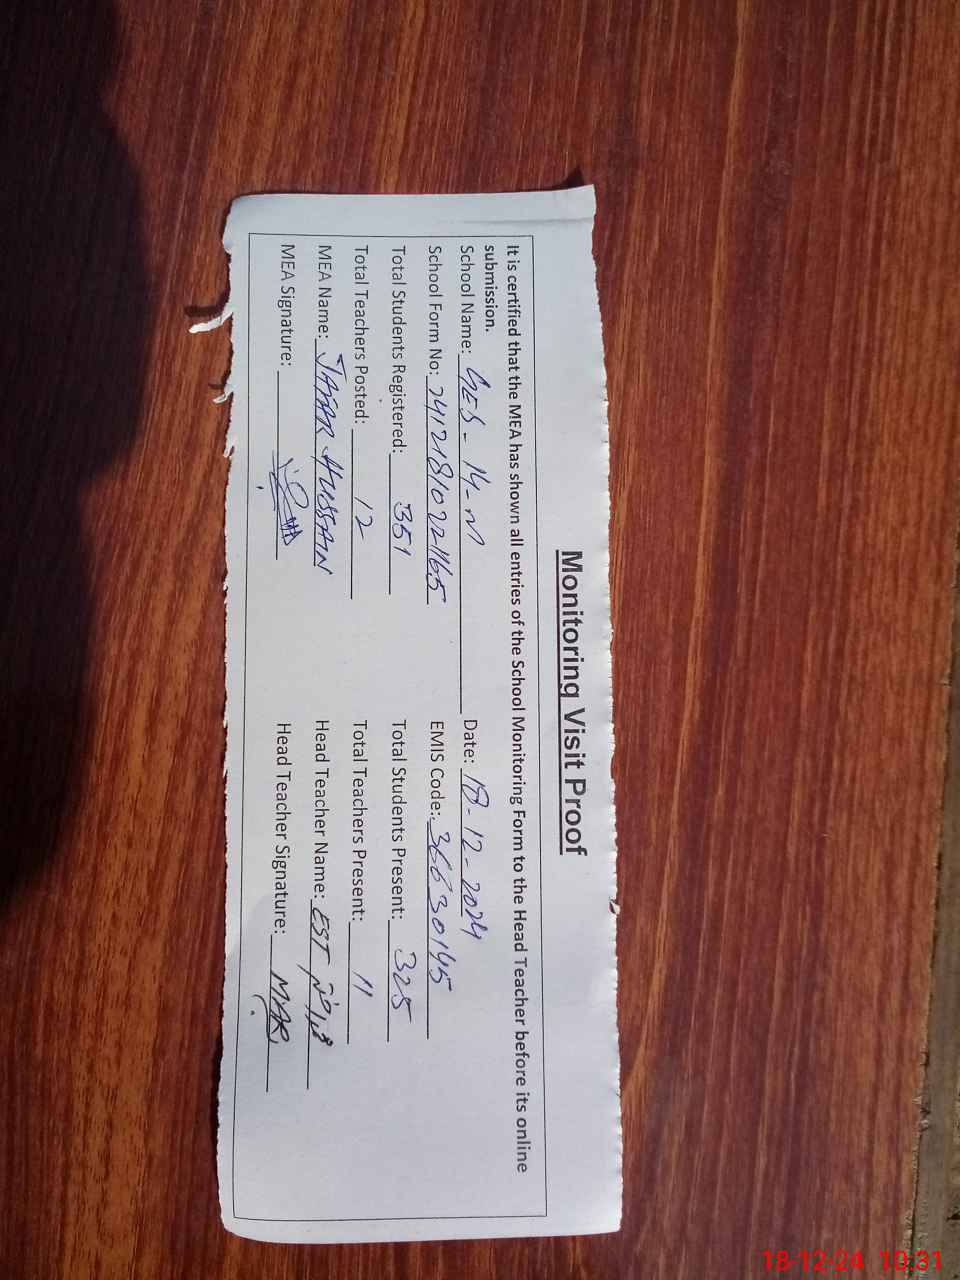 Monitoring Visit Proof
It is certified that the MEA has shown all entries of the School Monitoring Form to the Head Teacher before its online
submission.
School Name: GES - 14-M Date: 18-12-2024
School Form No: 24121810221165 EMIS Code: 36630145
Total Students Registered: 351 Total Students Present: 325
Total Teachers Posted: 12 Total Teachers Present: 11
MEA Name: JAFAR HUSSAIN Head Teacher Name: EST
MEA Signature: Head Teacher Signature:
18-12-24 10:31